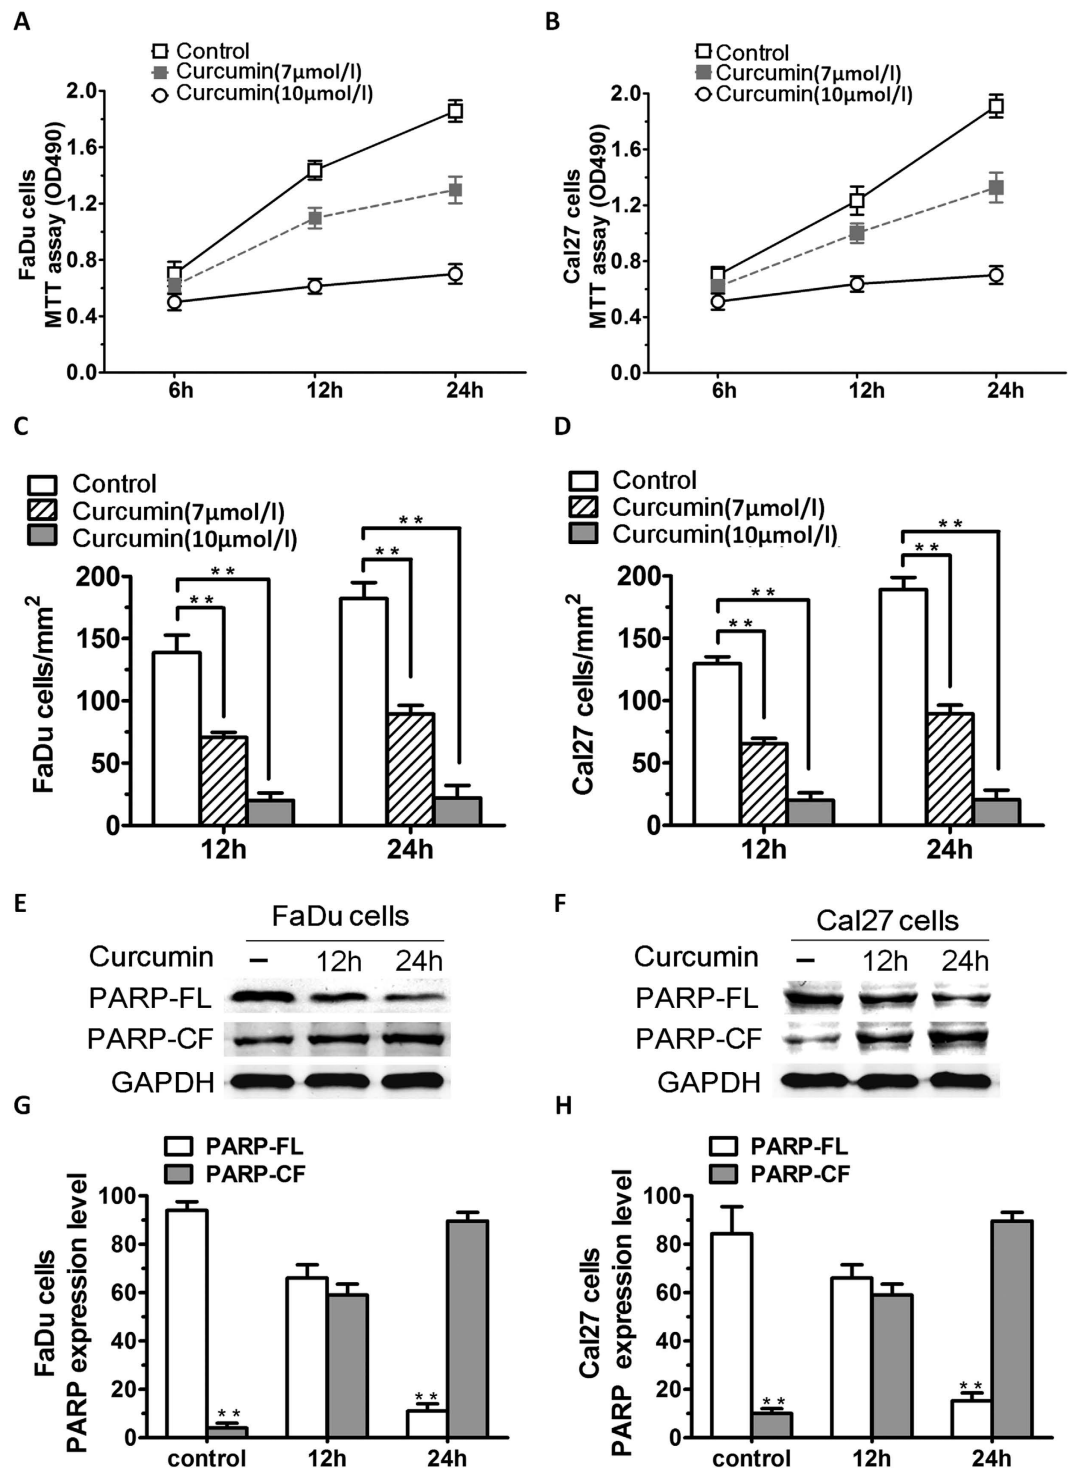 A
Control
Curcumin(7μmol/l)
Curcumin(10μmol/l)
FaDu cells
MTT assay (OD490)
2.0
1.6
1.2
0.8
0.4
0.0
6h 12h 24h
B
Control
Curcumin(7μmol/l)
Curcumin(10μmol/l)
Cal27 cells
MTT assay (OD490)
2.0
1.6
1.2
0.8
0.4
0.0
6h 12h 24h
C
Control
Curcumin(7μmol/l)
Curcumin(10μmol/l)
FaDu cells/mm²
200
150
100
50
0
**
**
**
**
12h 24h
D
Control
Curcumin(7μmol/l)
Curcumin(10μmol/l)
Cal27 cells/mm²
200
150
100
50
0
**
**
**
**
12h 24h
E
FaDu cells
Curcumin – 12h 24h
PARP-FL
PARP-CF
GAPDH
F
Cal27 cells
Curcumin – 12h 24h
PARP-FL
PARP-CF
GAPDH
G
PARP-FL
PARP-CF
FaDu cells
PARP expression level
100
80
60
40
20
0
**
**
control 12h 24h
H
PARP-FL
PARP-CF
Cal27 cells
PARP expression level
100
80
60
40
20
0
**
**
control 12h 24h